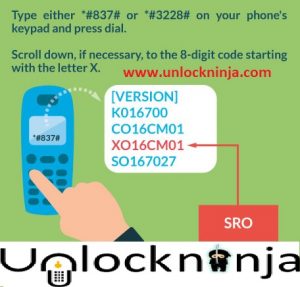 Type either *#837# or *#3228# on your phone's
keypad and press dial.
Scroll down, if necessary, to the 8-digit code starting
with the letter X.
www.unlockninja.com
[VERSION]
K016700
CO16CM01
XO16CM01
SO167027
*#837#
SRO
Unlockninja